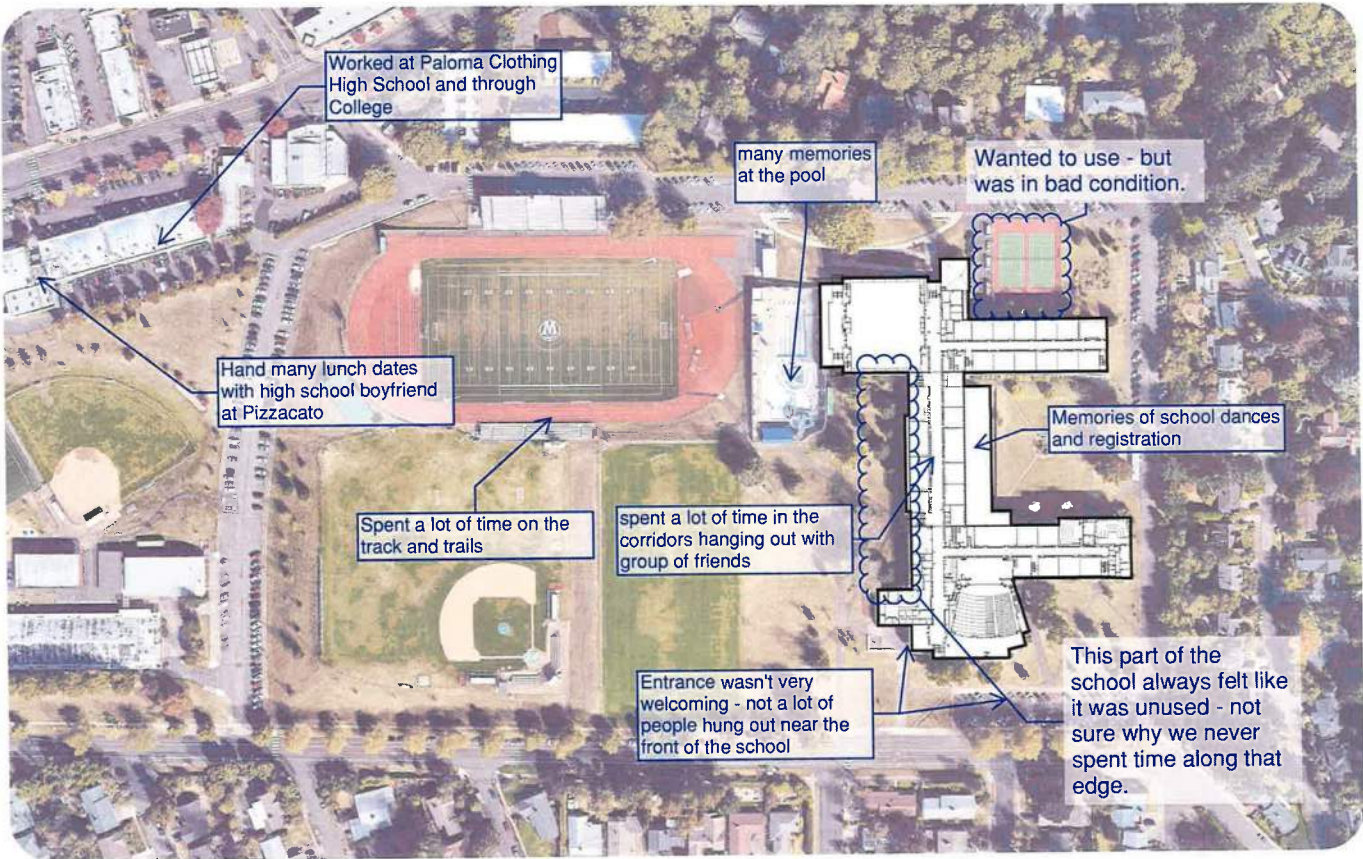 Worked at Paloma Clothing
High School and through
College
many memories
at the pool
Wanted to use - but
was in bad condition.
Hand many lunch dates
with high school boyfriend
at Pizzacato
W
Memories of school dances
and registration
Spent a lot of time on the
track and trails
spent a lot of time in the
corridors hanging out with
group of friends
Entrance wasn't very
welcoming - not a lot of
people hung out near the
front of the school
This part of the
school always felt like
it was unused - not
sure why we never
spent time along that
edge.